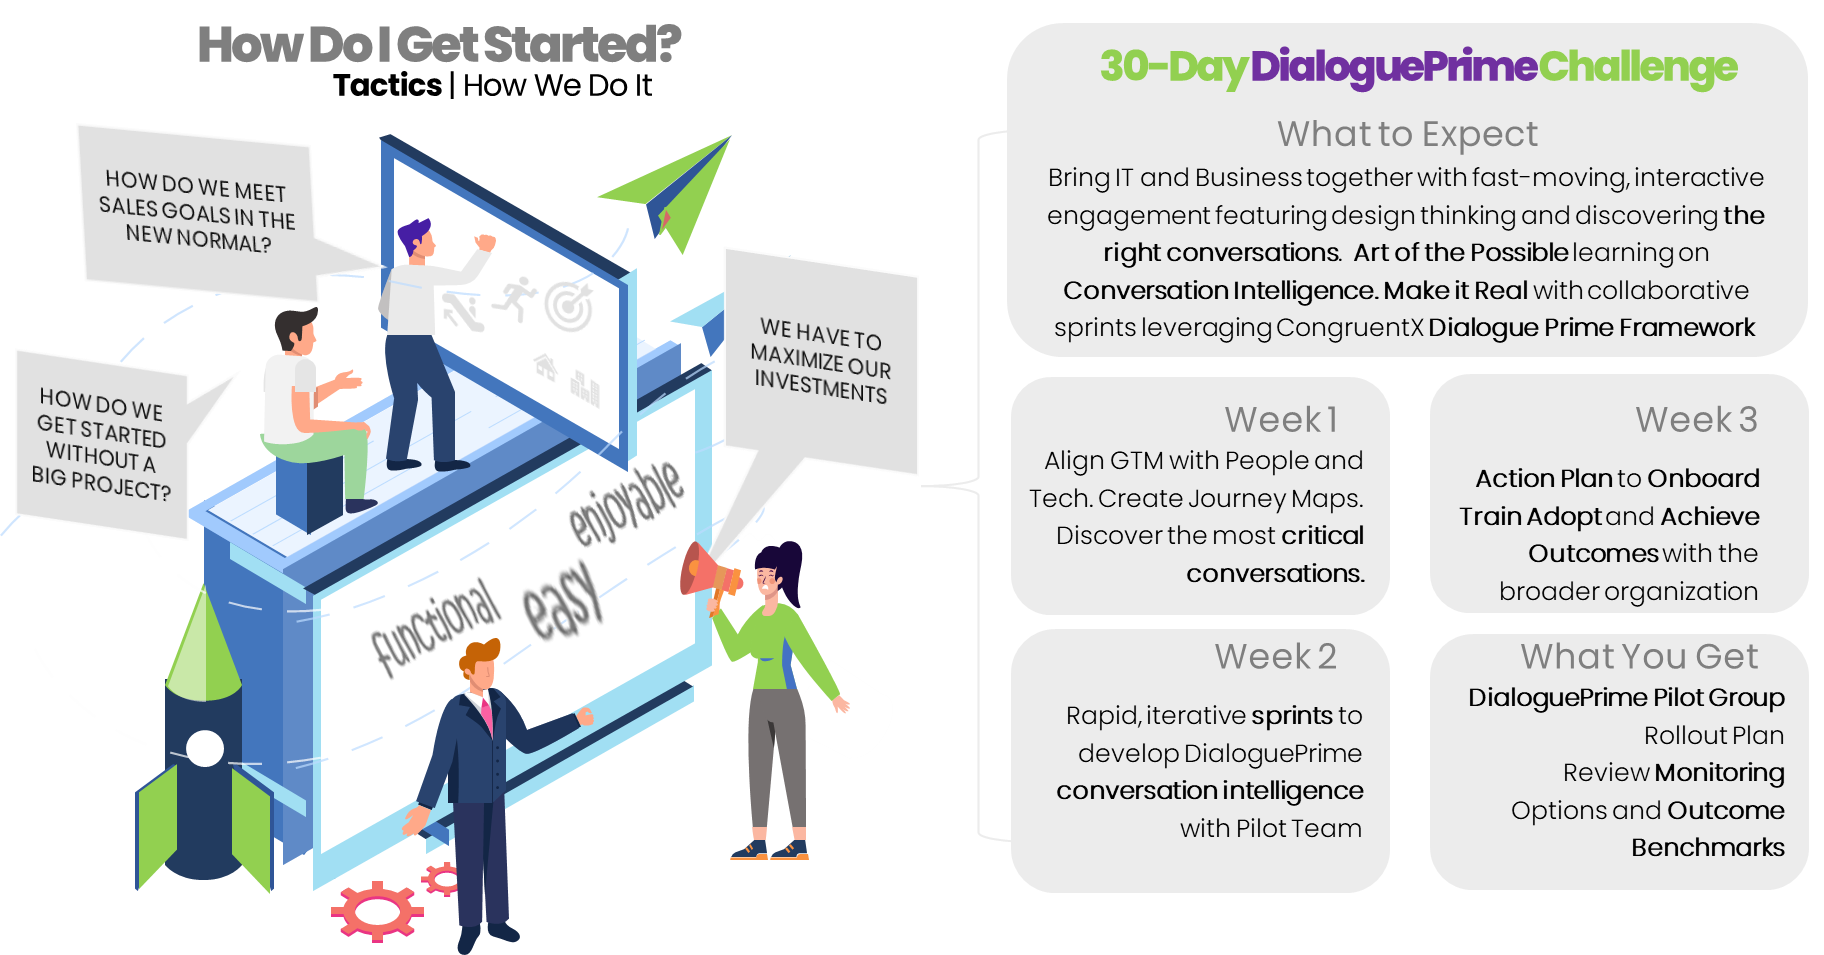 How Do I Get Started?
Tactics | How We Do It
HOW DO WE MEET
SALES GOALS IN THE
NEW NORMAL?
HOW DO WE
GET STARTED
WITHOUT A
BIG PROJECT?
WE HAVE TO
MAXIMIZE OUR
INVESTMENTS
enjoyable
easy
functional
30-Day DialoguePrime Challenge
What to Expect
Bring IT and Business together with fast-moving, interactive
engagement featuring design thinking and discovering the
right conversations. Art of the Possible learning on
Conversation Intelligence. Make it Real with collaborative
sprints leveraging CongruentX Dialogue Prime Framework
Week 1
Align GTM with People and
Tech. Create Journey Maps.
Discover the most critical
conversations.
Week 2
Rapid, iterative sprints to
develop DialoguePrime
conversation intelligence
with Pilot Team
Week 3
Action Plan to Onboard
Train Adopt and Achieve
Outcomes with the
broader organization
What You Get
DialoguePrime Pilot Group
Rollout Plan
Review Monitoring
Options and Outcome
Benchmarks